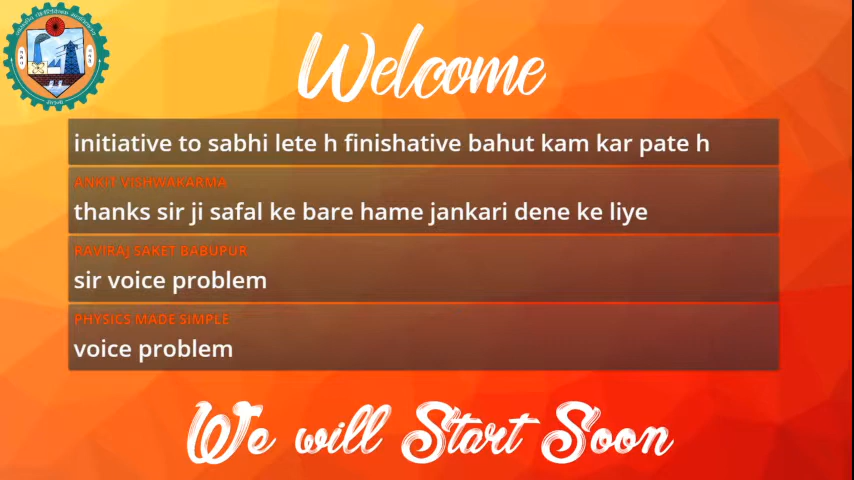 Welcome
initiative to sabhi lete h finishative bahut kam kar pate h
ANKIT VISHWAKARMA
thanks sir ji safal ke bare hame jankari dene ke liye
RAVIRAJ SAKET BABUPUR
sir voice problem
PHYSICS MADE SIMPLE
voice problem
We will Start Soon